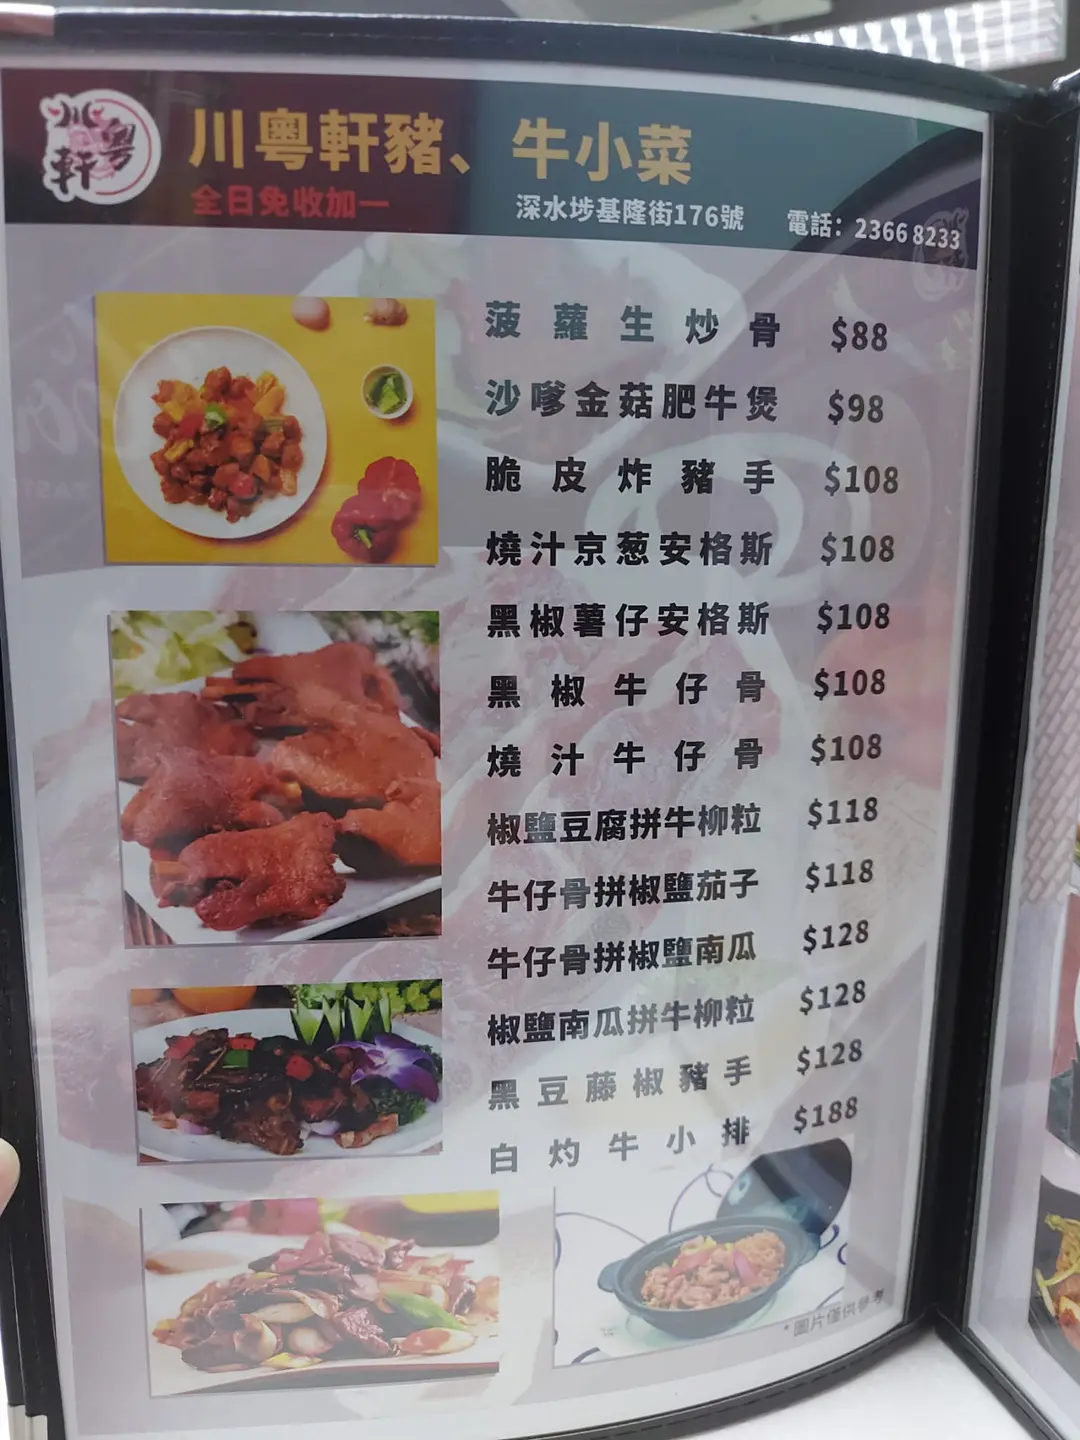 川粵軒
川粵軒豬、牛小菜
全日免收加一
深水埗基隆街176號 電話：2366 8233
菠蘿生炒骨 $88
沙嗲金菇肥牛煲 $98
脆皮炸豬手 $108
燒汁京葱安格斯 $108
黑椒薯仔安格斯 $108
黑椒牛仔骨 $108
燒汁牛仔骨 $108
椒鹽豆腐拼牛柳粒 $118
牛仔骨拼椒鹽茄子 $118
牛仔骨拼椒鹽南瓜 $128
椒鹽南瓜拼牛柳粒 $128
黑豆藤椒豬手 $128
白灼牛小排 $188
*圖片僅供參考